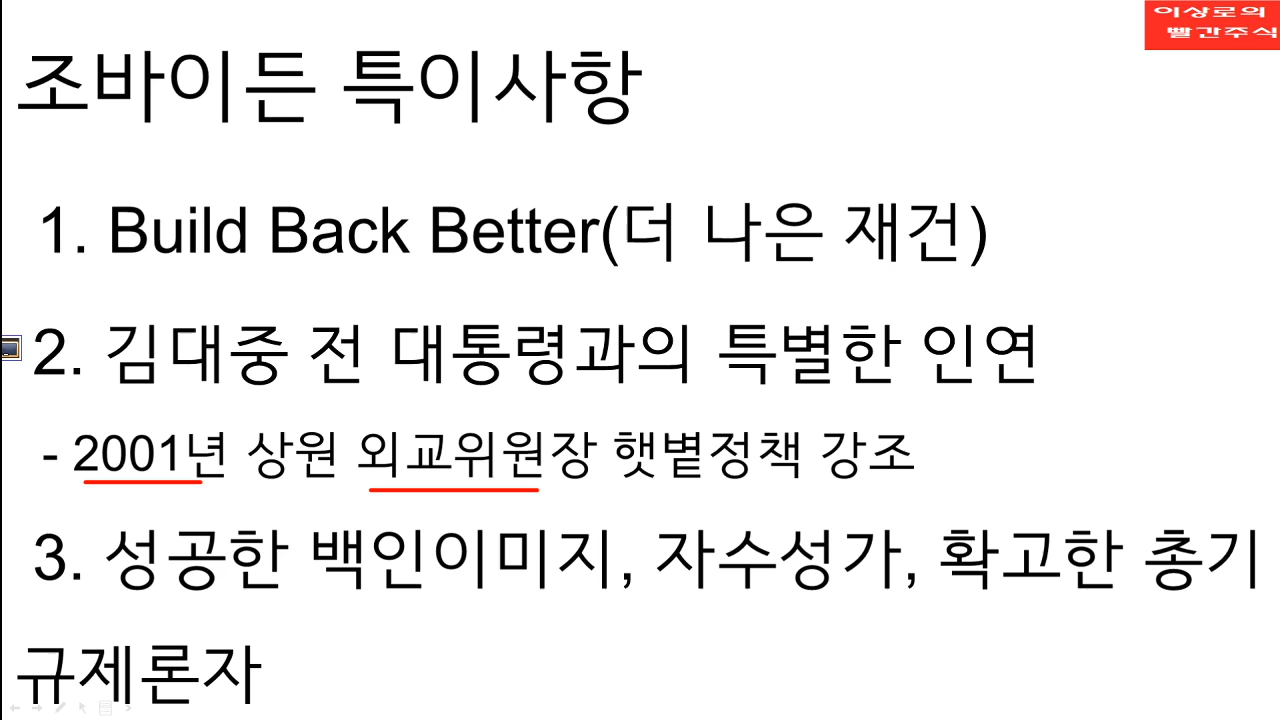 이상로의
빨간주식
조바이든 특이사항
1. Build Back Better(더 나은 재건)
2. 김대중 전 대통령과의 특별한 인연
- 2001년 상원 외교위원장 햇볕정책 강조
3. 성공한 백인이미지, 자수성가, 확고한 총기
규제론자